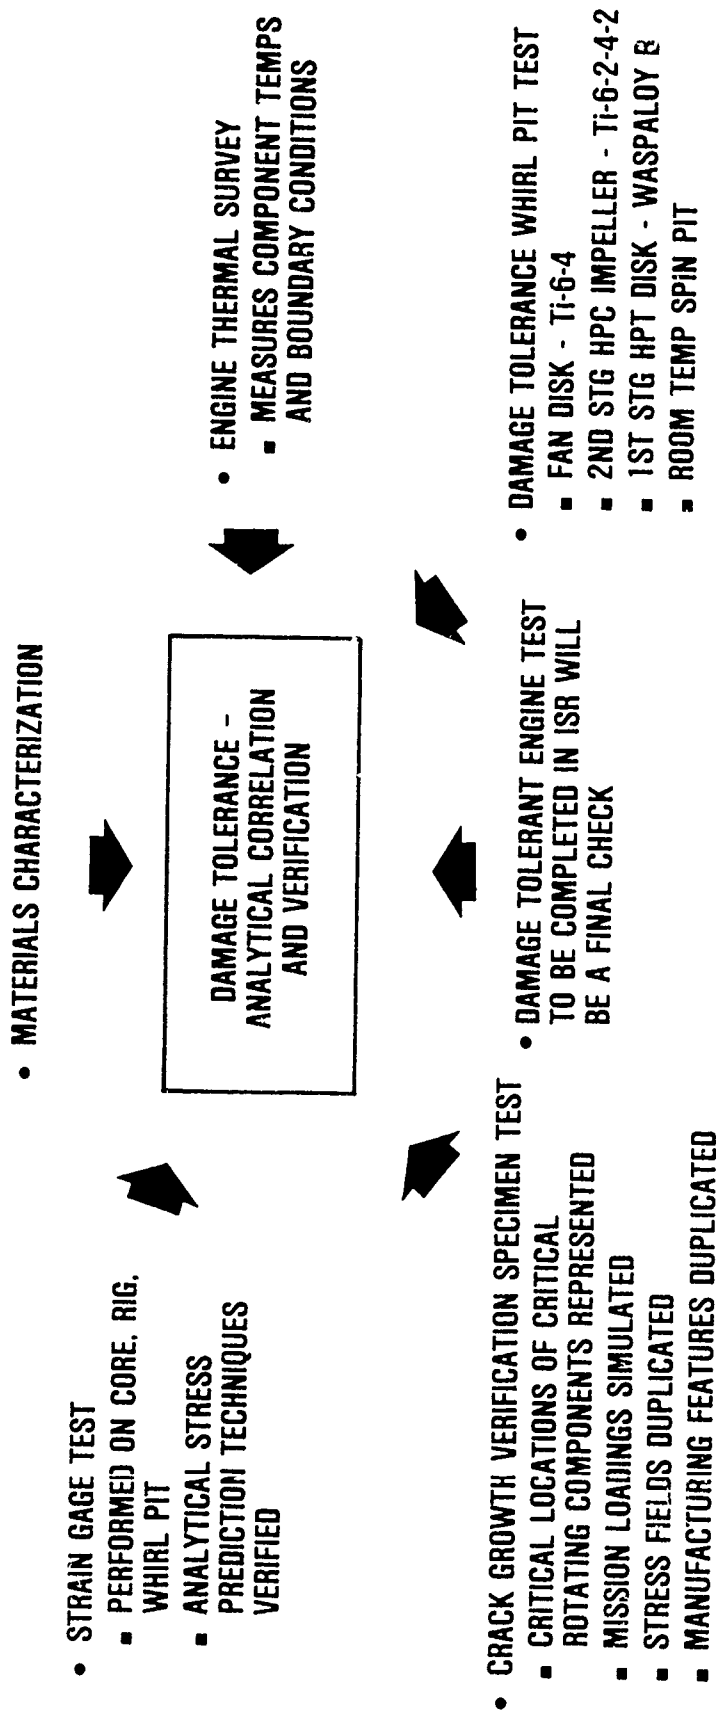 • MATERIALS CHARACTERIZATION
• STRAIN GAGE TEST
▪ PERFORMED ON CORE, RIG,
WHIRL PIT
▪ ANALYTICAL STRESS
PREDICTION TECHNIQUES
VERIFIED
DAMAGE TOLERANCE -
ANALYTICAL CORRELATION
AND VERIFICATION
• ENGINE THERMAL SURVEY
▪ MEASURES COMPONENT TEMPS
AND BOUNDARY CONDITIONS
• CRACK GROWTH VERIFICATION SPECIMEN TEST
▪ CRITICAL LOCATIONS OF CRITICAL
ROTATING COMPONENTS REPRESENTED
▪ MISSION LOADINGS SIMULATED
▪ STRESS FIELDS DUPLICATED
▪ MANUFACTURING FEATURES DUPLICATED
• DAMAGE TOLERANT ENGINE TEST
TO BE COMPLETED IN ISR WILL
BE A FINAL CHECK
• DAMAGE TOLERANCE WHIRL PIT TEST
▪ FAN DISK - Ti-6-4
▪ 2ND STG HPC IMPELLER - Ti-6-2-4-2
▪ 1ST STG HPT DISK - WASPALOY B
▪ ROOM TEMP SPIN PIT